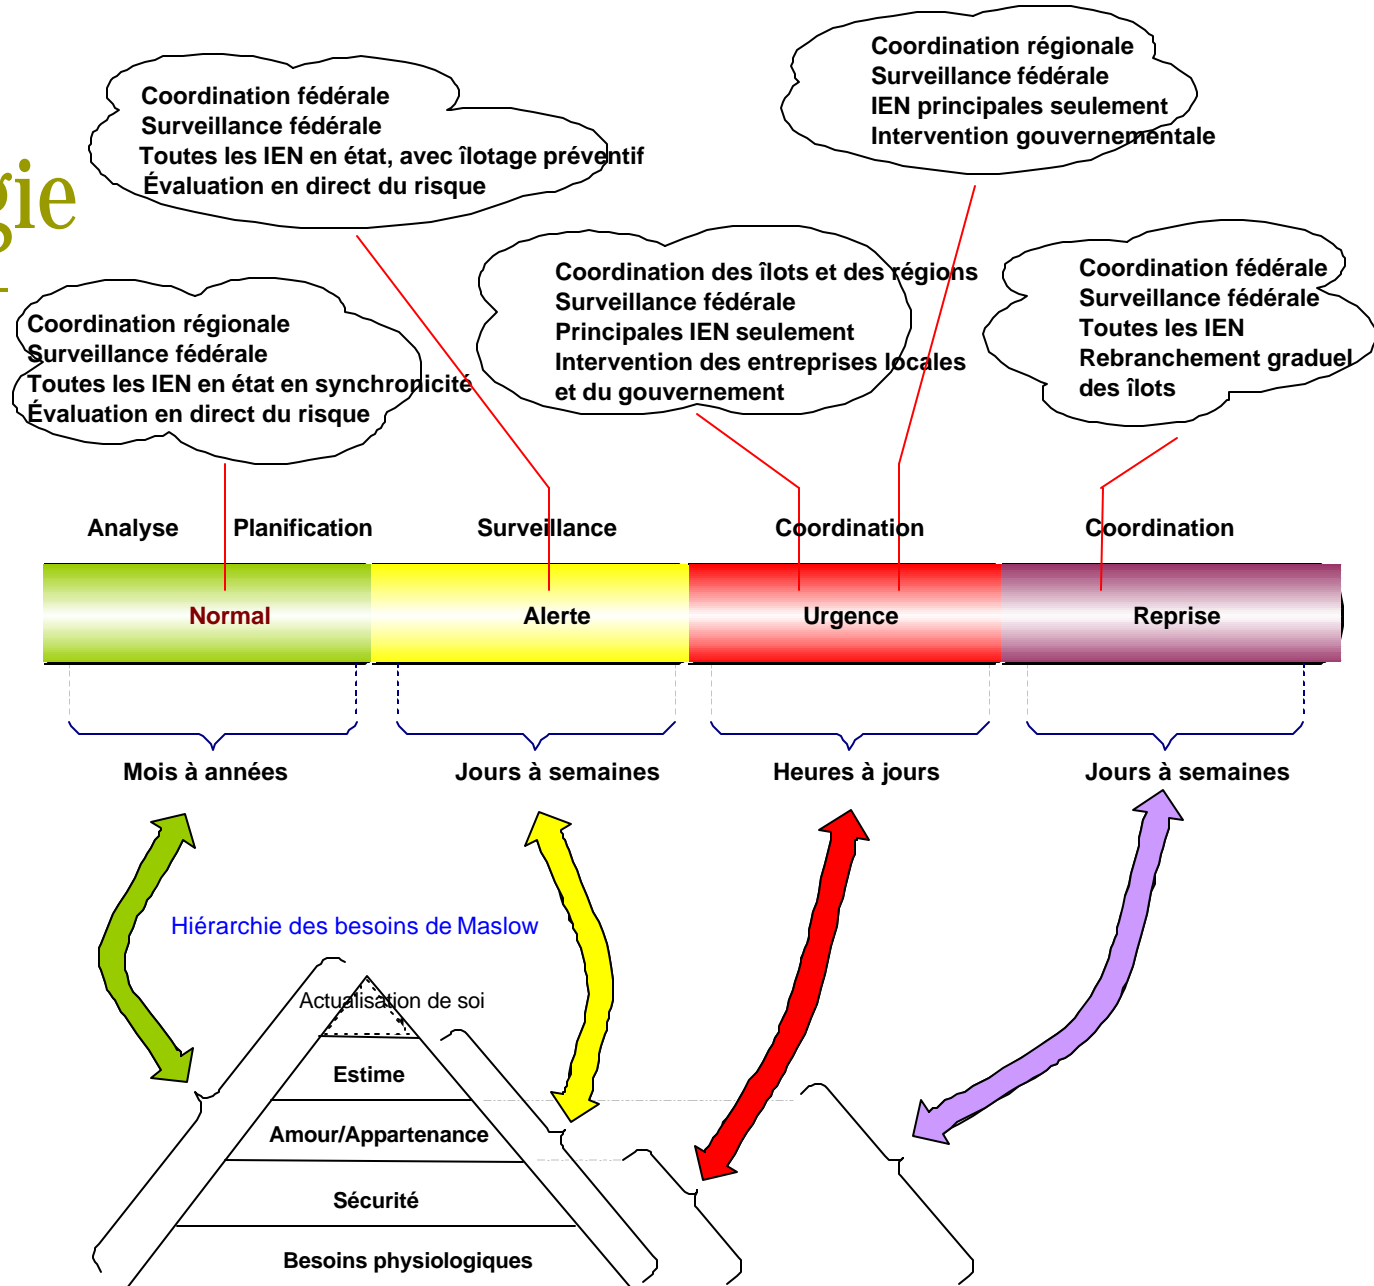 Coordination régionale
Surveillance fédérale
IEN principales seulement
Intervention gouvernementale
Coordination fédérale
Surveillance fédérale
Toutes les IEN en état, avec îlotage préventif
Évaluation en direct du risque
gie
Coordination des îlots et des régions
Surveillance fédérale
Principales IEN seulement
Intervention des entreprises locales
et du gouvernement
Coordination fédérale
Surveillance fédérale
Toutes les IEN
Rebranchement graduel
des îlots
Coordination régionale
Surveillance fédérale
Toutes les IEN en état en synchronicité
Évaluation en direct du risque
Analyse Planification Surveillance Coordination Coordination
Normal Alerte Urgence Reprise
Mois à années Jours à semaines Heures à jours Jours à semaines
Hiérarchie des besoins de Maslow
Actualisation de soi
Estime
Amour/Appartenance
Sécurité
Besoins physiologiques